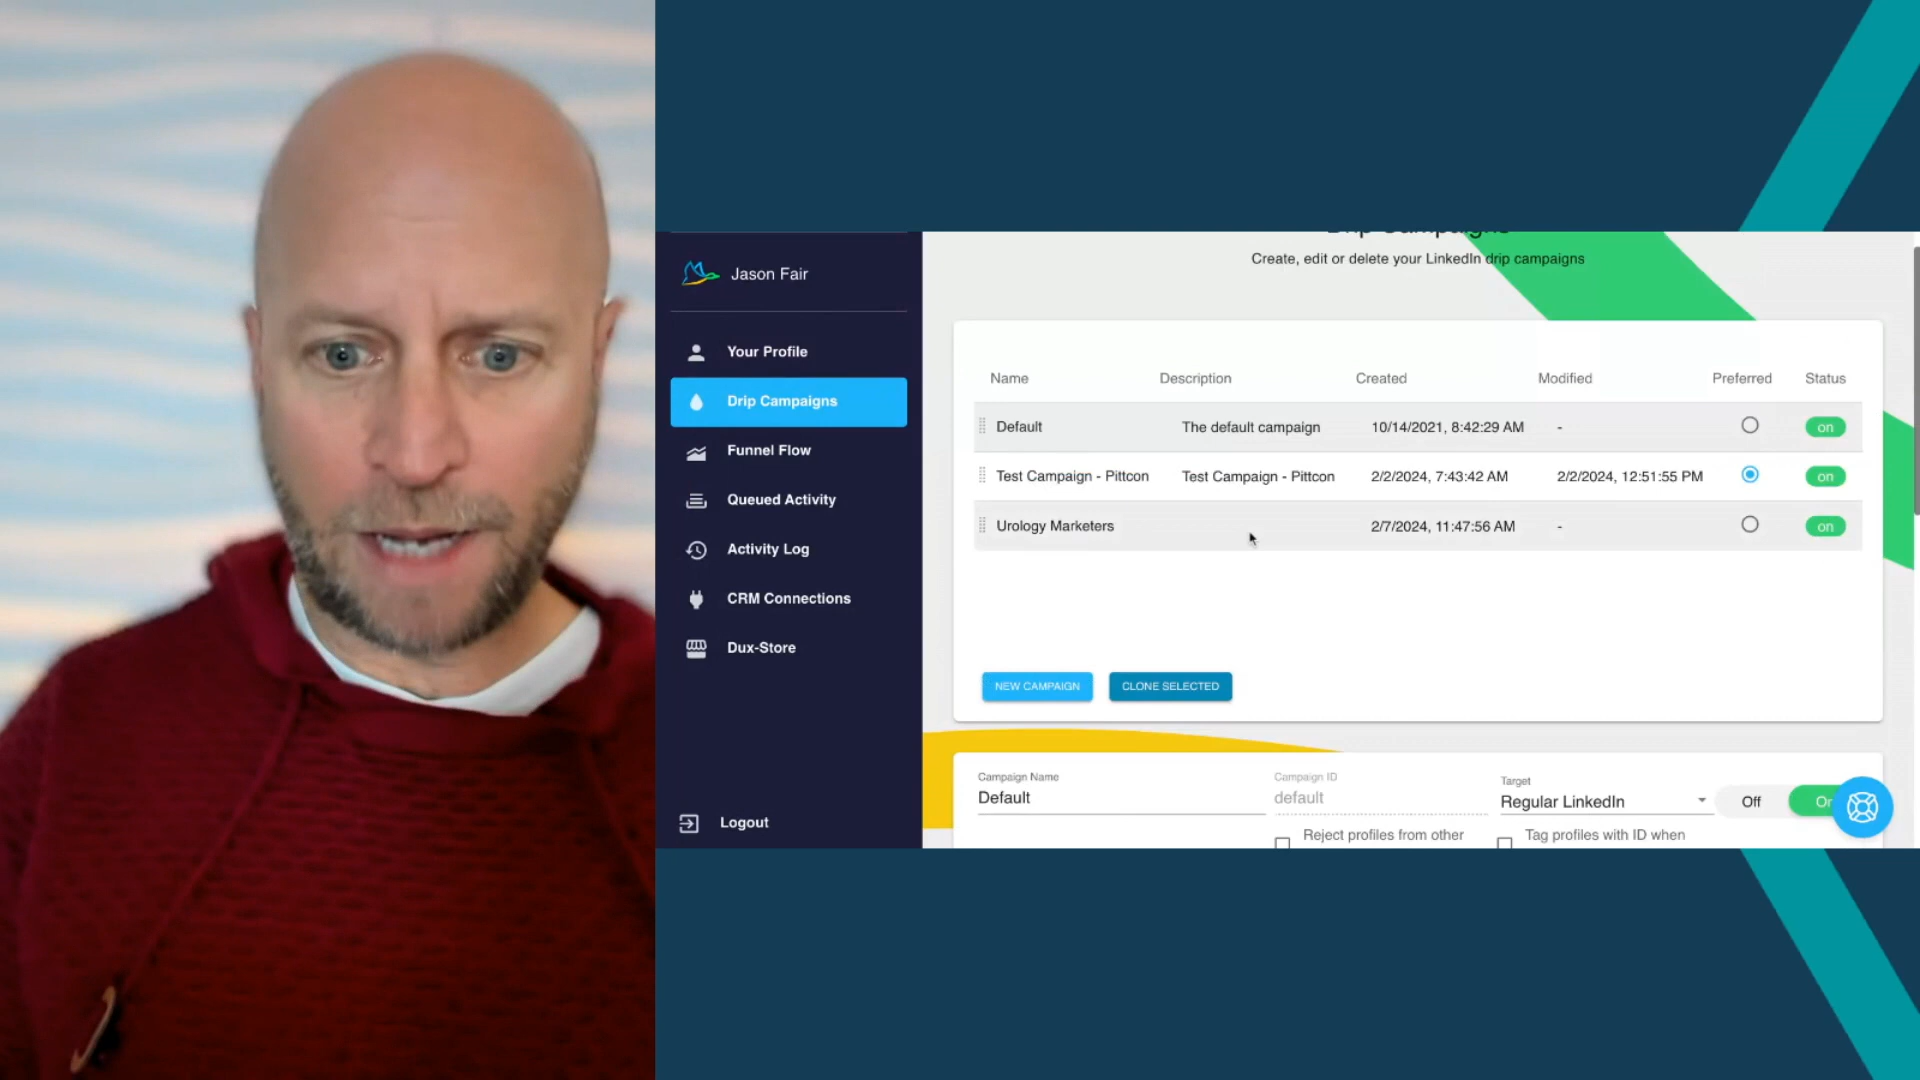 Drip Campaigns
Create, edit or delete your LinkedIn drip campaigns
Jason Fair
Your Profile
Drip Campaigns
Funnel Flow
Queued Activity
Activity Log
CRM Connections
Dux-Store
Logout
Name Description Created Modified Preferred Status
Default The default campaign 10/14/2021, 8:42:29 AM - on
Test Campaign - Pittcon Test Campaign - Pittcon 2/2/2024, 7:43:42 AM 2/2/2024, 12:51:55 PM on
Urology Marketers 2/7/2024, 11:47:56 AM - on
NEW CAMPAIGN CLONE SELECTED
Campaign Name Campaign ID Target
Default default Regular LinkedIn Off On
Reject profiles from other Tag profiles with ID when